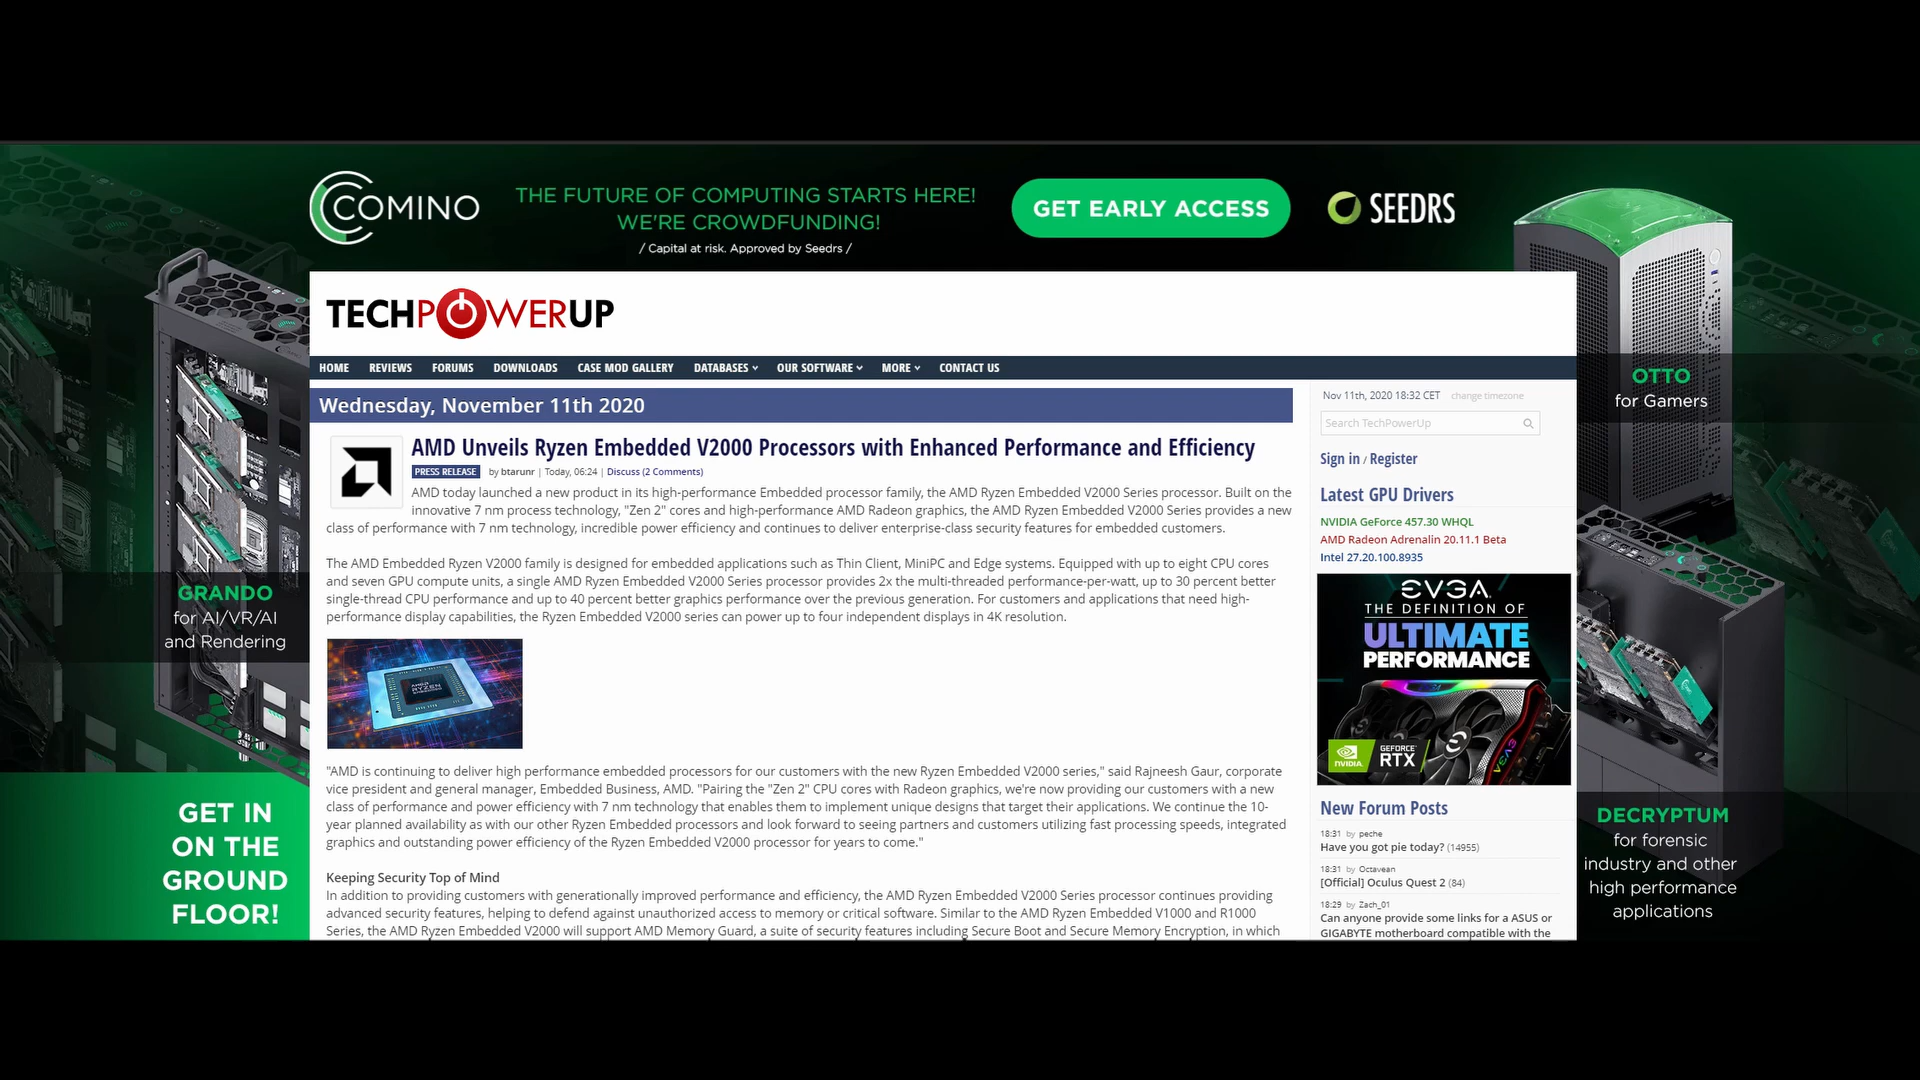 COMINO
THE FUTURE OF COMPUTING STARTS HERE!
WE'RE CROWDFUNDING!
/ Capital at risk. Approved by Seedrs /
GET EARLY ACCESS
SEEDRS
TECHPOWERUP
HOME REVIEWS FORUMS DOWNLOADS CASE MOD GALLERY DATABASES OUR SOFTWARE MORE CONTACT US
Wednesday, November 11th 2020
AMD Unveils Ryzen Embedded V2000 Processors with Enhanced Performance and Efficiency
PRESS RELEASE by btarunr | Today, 06:24 | Discuss (2 Comments)
AMD today launched a new product in its high-performance Embedded processor family, the AMD Ryzen Embedded V2000 Series processor. Built on the
innovative 7 nm process technology, "Zen 2" cores and high-performance AMD Radeon graphics, the AMD Ryzen Embedded V2000 Series provides a new
class of performance with 7 nm technology, incredible power efficiency and continues to deliver enterprise-class security features for embedded customers.
The AMD Embedded Ryzen V2000 family is designed for embedded applications such as Thin Client, MiniPC and Edge systems. Equipped with up to eight CPU cores
and seven GPU compute units, a single AMD Ryzen Embedded V2000 Series processor provides 2x the multi-threaded performance-per-watt, up to 30 percent better
single-thread CPU performance and up to 40 percent better graphics performance over the previous generation. For customers and applications that need high-
performance display capabilities, the Ryzen Embedded V2000 series can power up to four independent displays in 4K resolution.
AMD
RYZEN
EMBEDDED
"AMD is continuing to deliver high performance embedded processors for our customers with the new Ryzen Embedded V2000 series," said Rajneesh Gaur, corporate
vice president and general manager, Embedded Business, AMD. "Pairing the "Zen 2" CPU cores with Radeon graphics, we're now providing our customers with a new
class of performance and power efficiency with 7 nm technology that enables them to implement unique designs that target their applications. We continue the 10-
year planned availability as with our other Ryzen Embedded processors and look forward to seeing partners and customers utilizing fast processing speeds, integrated
graphics and outstanding power efficiency of the Ryzen Embedded V2000 processor for years to come."
Keeping Security Top of Mind
In addition to providing customers with generationally improved performance and efficiency, the AMD Ryzen Embedded V2000 Series processor continues providing
advanced security features, helping to defend against unauthorized access to memory or critical software. Similar to the AMD Ryzen Embedded V1000 and R1000
Series, the AMD Ryzen Embedded V2000 will support AMD Memory Guard, a suite of security features including Secure Boot and Secure Memory Encryption, in which
Nov 11th, 2020 18:32 CET change timezone
Search TechPowerUp
Sign in / Register
Latest GPU Drivers
NVIDIA GeForce 457.30 WHQL
AMD Radeon Adrenalin 20.11.1 Beta
Intel 27.20.100.8935
EVGA
THE DEFINITION OF
ULTIMATE
PERFORMANCE
NVIDIA. GEFORCE
RTX
EVGA
New Forum Posts
18:31 by peche
Have you got pie today? (14955)
18:31 by Octavean
[Official] Oculus Quest 2 (84)
18:29 by Zach_01
Can anyone provide some links for a ASUS or
GIGABYTE motherboard compatible with the
GRANDO
for AI/VR/AI
and Rendering
GET IN
ON THE
GROUND
FLOOR!
OTTO
for Gamers
DECRYPTUM
for forensic
industry and other
high performance
applications